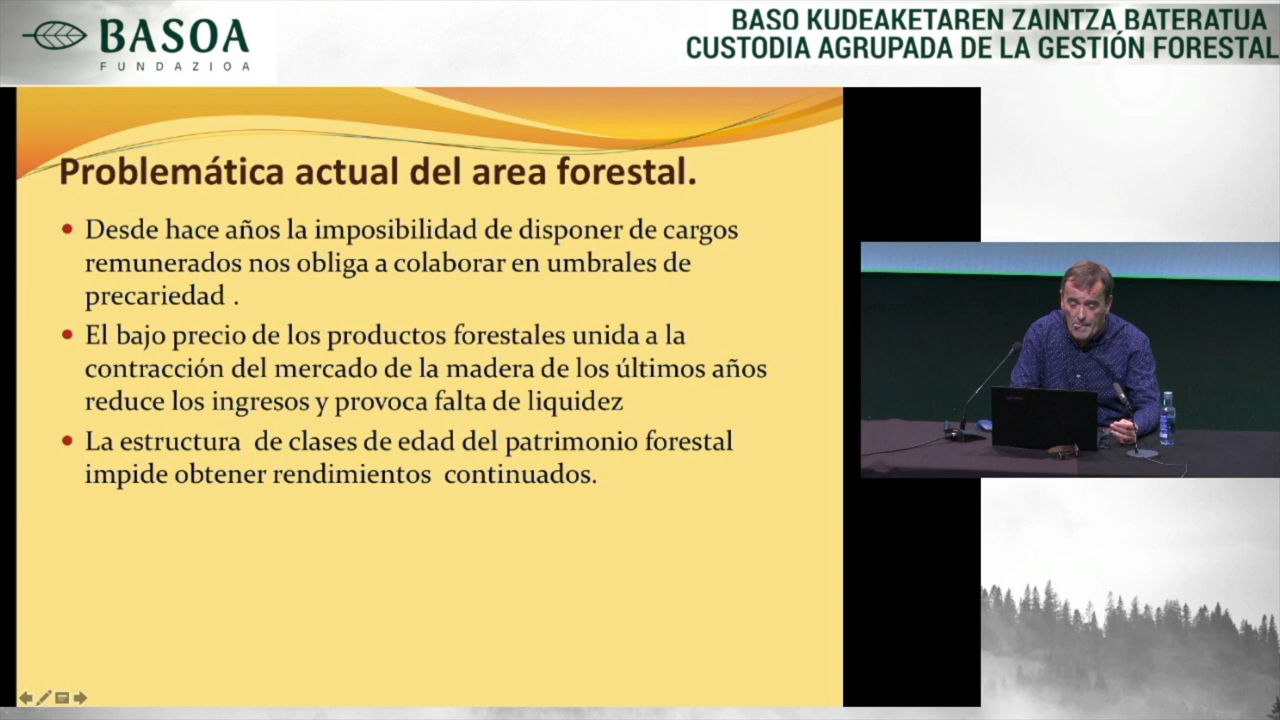 BASOA
FUNDAZIOA
BASO KUDEAKETAREN ZAINTZA BATERATUA
CUSTODIA AGRUPADA DE LA GESTIÓN FORESTAL
Problemática actual del area forestal.
• Desde hace años la imposibilidad de disponer de cargos
remunerados nos obliga a colaborar en umbrales de
precariedad .
• El bajo precio de los productos forestales unida a la
contracción del mercado de la madera de los últimos años
reduce los ingresos y provoca falta de liquidez
• La estructura de clases de edad del patrimonio forestal
impide obtener rendimientos continuados.